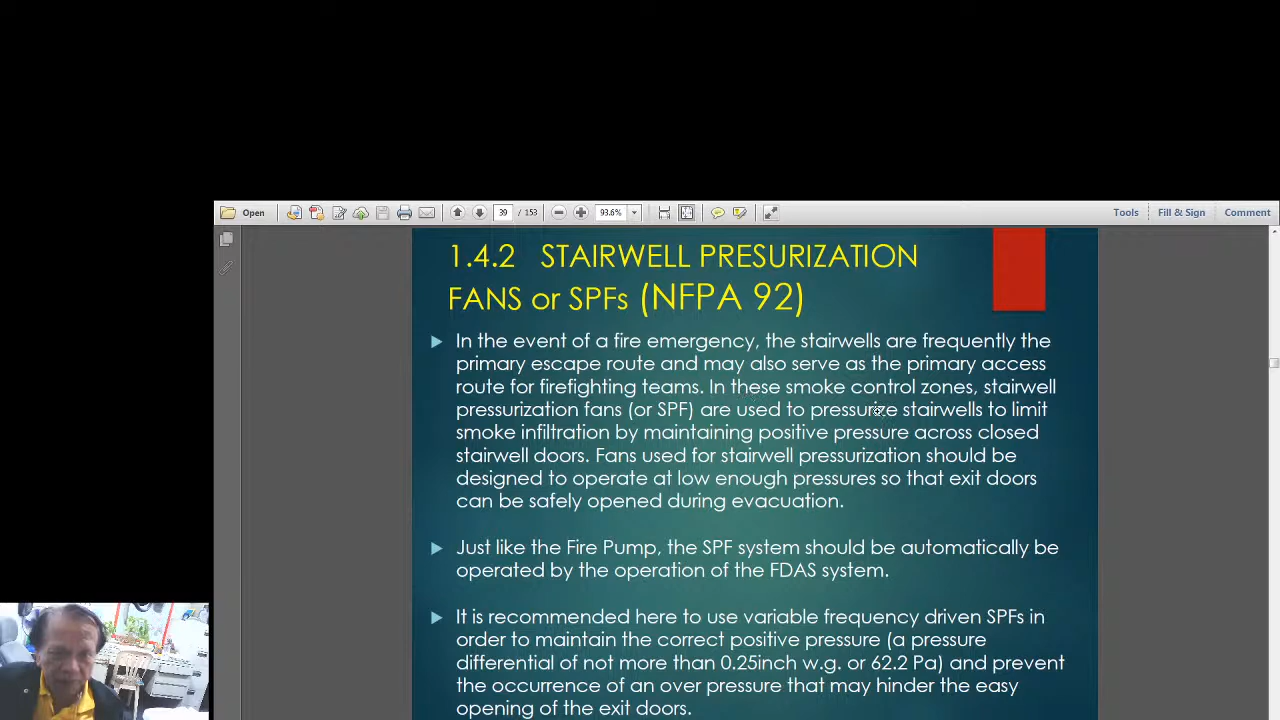 Open 39 / 153 93.6% Tools Fill & Sign Comment
1.4.2 STAIRWELL PRESURIZATION
FANS or SPFs (NFPA 92)
In the event of a fire emergency, the stairwells are frequently the
primary escape route and may also serve as the primary access
route for firefighting teams. In these smoke control zones, stairwell
pressurization fans (or SPF) are used to pressurize stairwells to limit
smoke infiltration by maintaining positive pressure across closed
stairwell doors. Fans used for stairwell pressurization should be
designed to operate at low enough pressures so that exit doors
can be safely opened during evacuation.
Just like the Fire Pump, the SPF system should be automatically be
operated by the operation of the FDAS system.
It is recommended here to use variable frequency driven SPFs in
order to maintain the correct positive pressure (a pressure
differential of not more than 0.25inch w.g. or 62.2 Pa) and prevent
the occurrence of an over pressure that may hinder the easy
opening of the exit doors.